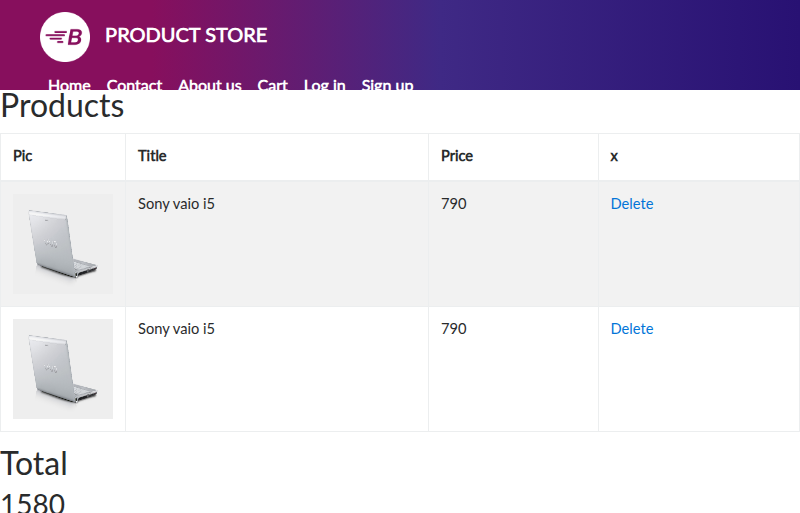 B PRODUCT STORE
Home Contact About us Cart Log in Sign up
Products
Pic Title Price x
Sony vaio i5 790 Delete
Sony vaio i5 790 Delete
Total
1580